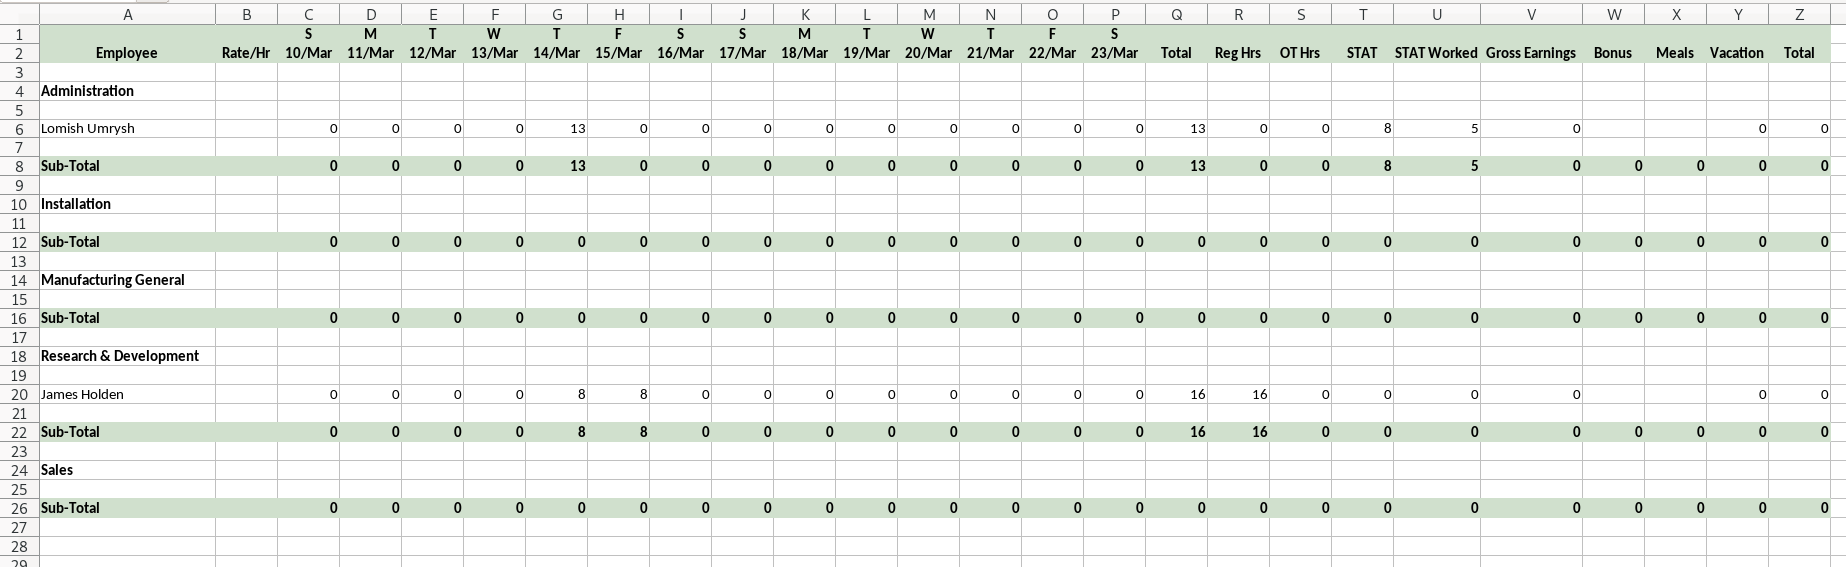 A B C D E F G H I J K L M N O P Q R S T U V W X Y Z
1 S M T W T F S S M T W T F S
2 Employee Rate/Hr 10/Mar 11/Mar 12/Mar 13/Mar 14/Mar 15/Mar 16/Mar 17/Mar 18/Mar 19/Mar 20/Mar 21/Mar 22/Mar 23/Mar Total Reg Hrs OT Hrs STAT STAT Worked Gross Earnings Bonus Meals Vacation Total
3
4 Administration
5
6 Lomish Umrysh 0 0 0 0 13 0 0 0 0 0 0 0 0 0 13 0 0 8 5 0 0 0
7
8 Sub-Total 0 0 0 0 13 0 0 0 0 0 0 0 0 0 13 0 0 8 5 0 0 0 0 0
9
10 Installation
11
12 Sub-Total 0 0 0 0 0 0 0 0 0 0 0 0 0 0 0 0 0 0 0 0 0 0 0 0
13
14 Manufacturing General
15
16 Sub-Total 0 0 0 0 0 0 0 0 0 0 0 0 0 0 0 0 0 0 0 0 0 0 0 0
17
18 Research & Development
19
20 James Holden 0 0 0 0 8 8 0 0 0 0 0 0 0 0 16 16 0 0 0 0 0 0
21
22 Sub-Total 0 0 0 0 8 8 0 0 0 0 0 0 0 0 16 16 0 0 0 0 0 0 0 0
23
24 Sales
25
26 Sub-Total 0 0 0 0 0 0 0 0 0 0 0 0 0 0 0 0 0 0 0 0 0 0 0 0
27
28
29